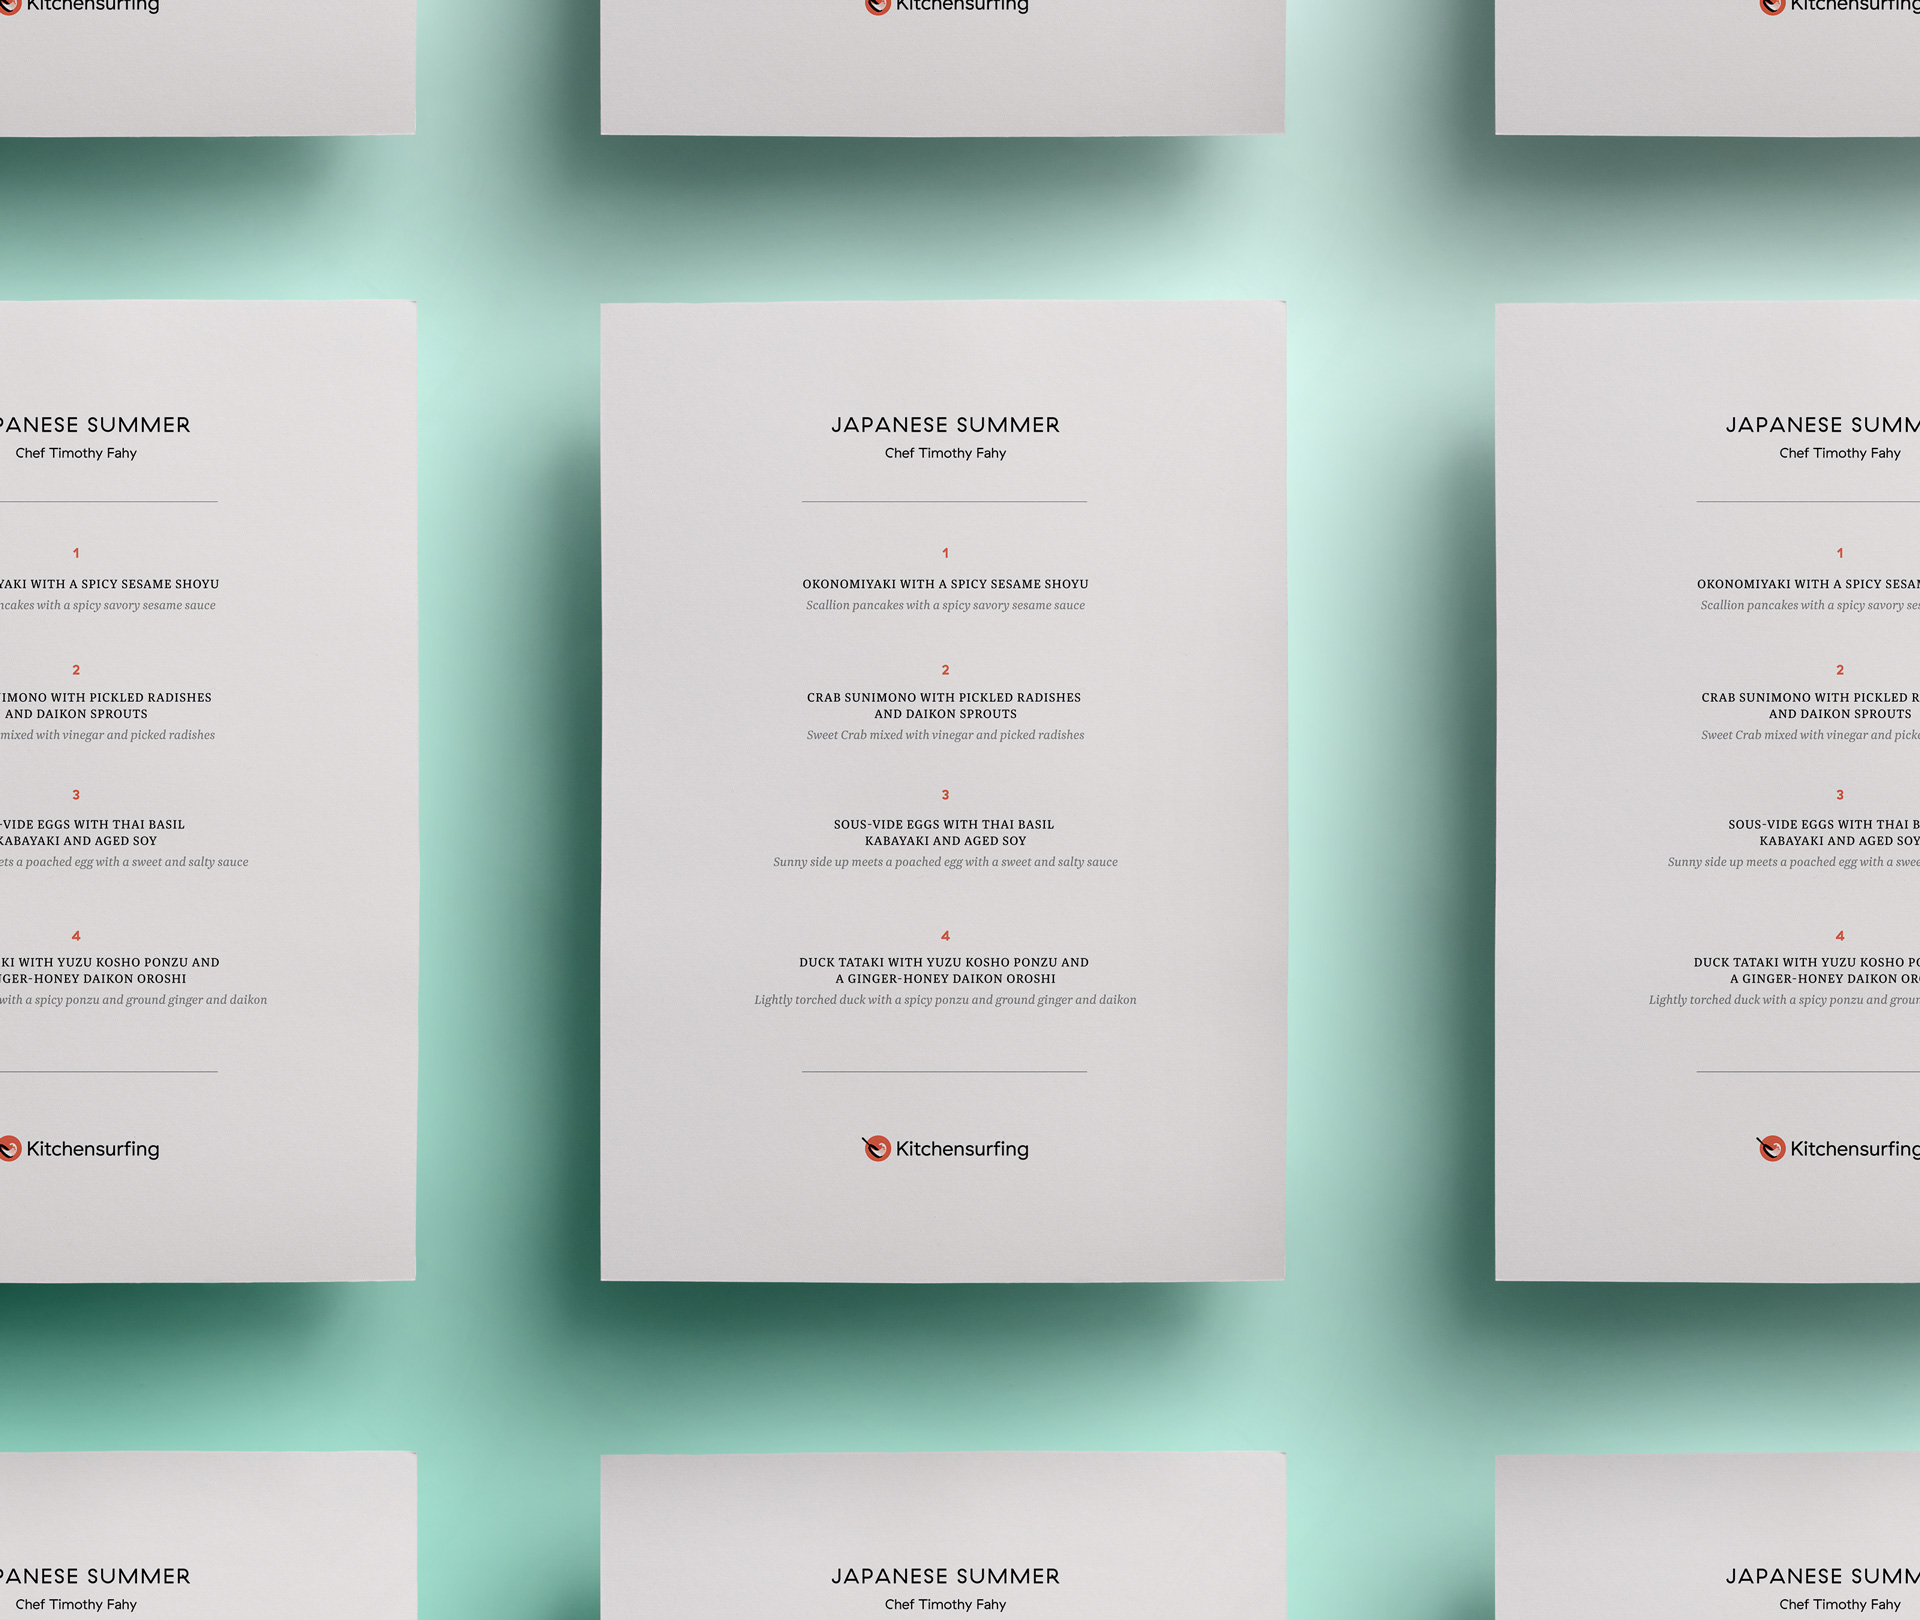 Kitchensurfing
Kitchensurfing
Kitchensurfing
PANESE SUMMER
Chef Timothy Fahy
1
YAKI WITH A SPICY SESAME SHOYU
ncakes with a spicy savory sesame sauce
2
NIMONO WITH PICKLED RADISHES
AND DAIKON SPROUTS
mixed with vinegar and picked radishes
3
-VIDE EGGS WITH THAI BASIL
KABAYAKI AND AGED SOY
ets a poached egg with a sweet and salty sauce
4
KI WITH YUZU KOSHO PONZU AND
NGER-HONEY DAIKON OROSHI
with a spicy ponzu and ground ginger and daikon
Kitchensurfing
JAPANESE SUMMER
Chef Timothy Fahy
1
OKONOMIYAKI WITH A SPICY SESAME SHOYU
Scallion pancakes with a spicy savory sesame sauce
2
CRAB SUNIMONO WITH PICKLED RADISHES
AND DAIKON SPROUTS
Sweet Crab mixed with vinegar and picked radishes
3
SOUS-VIDE EGGS WITH THAI BASIL
KABAYAKI AND AGED SOY
Sunny side up meets a poached egg with a sweet and salty sauce
4
DUCK TATAKI WITH YUZU KOSHO PONZU AND
A GINGER-HONEY DAIKON OROSHI
Lightly torched duck with a spicy ponzu and ground ginger and daikon
Kitchensurfing
JAPANESE SUMM
Chef Timothy Fahy
1
OKONOMIYAKI WITH A SPICY SESAM
Scallion pancakes with a spicy savory ses
2
CRAB SUNIMONO WITH PICKLED R
AND DAIKON SPROUTS
Sweet Crab mixed with vinegar and picke
3
SOUS-VIDE EGGS WITH THAI B
KABAYAKI AND AGED SOY
Sunny side up meets a poached egg with a swee
4
DUCK TATAKI WITH YUZU KOSHO PO
A GINGER-HONEY DAIKON OR
Lightly torched duck with a spicy ponzu and groun
Kitchensurfing
PANESE SUMMER
Chef Timothy Fahy
JAPANESE SUMMER
Chef Timothy Fahy
JAPANESE SUMM
Chef Timothy Fahy